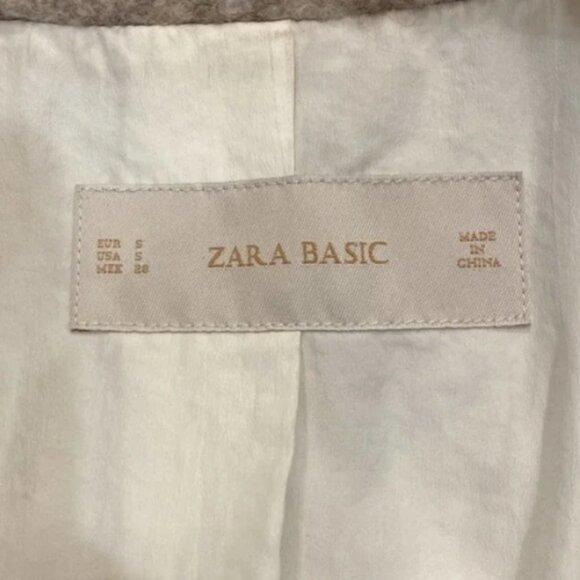 EUR S
USA S
MEX 28
ZARA BASIC
MADE
IN
CHINA